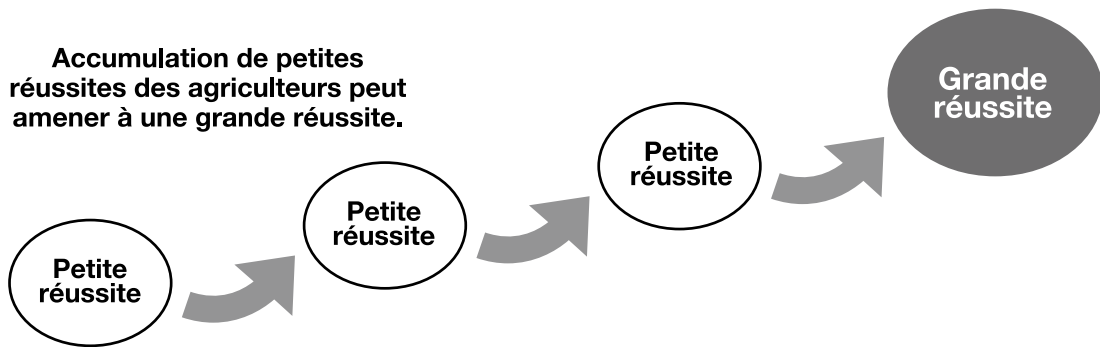 Accumulation de petites
réussites des agriculteurs peut
amener à une grande réussite.
Grande
réussite
Petite
réussite
Petite
réussite
Petite
réussite